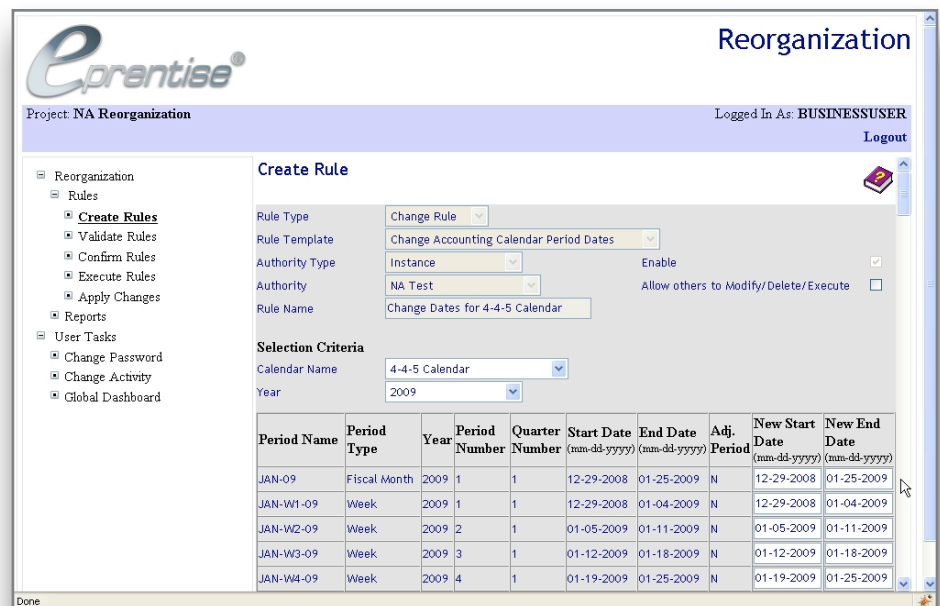 eprentise®
Reorganization
Project: NA Reorganization
Logged In As: BUSINESSUSER
Logout
Reorganization
Rules
Create Rules
Validate Rules
Confirm Rules
Execute Rules
Apply Changes
Reports
User Tasks
Change Password
Change Activity
Global Dashboard
Create Rule
?
Rule Type Change Rule
Rule Template Change Accounting Calendar Period Dates
Authority Type Instance Enable
Authority NA Test Allow others to Modify/Delete/Execute
Rule Name Change Dates for 4-4-5 Calendar
Selection Criteria
Calendar Name 4-4-5 Calendar
Year 2009
Period Name Period Type Year Period Number Quarter Number Start Date (mm-dd-yyyy) End Date (mm-dd-yyyy) Adj. Period New Start Date (mm-dd-yyyy) New End Date (mm-dd-yyyy)
JAN-09 Fiscal Month 2009 1 1 12-29-2008 01-25-2009 N 12-29-2008 01-25-2009
JAN-W1-09 Week 2009 1 1 12-29-2008 01-04-2009 N 12-29-2008 01-04-2009
JAN-W2-09 Week 2009 2 1 01-05-2009 01-11-2009 N 01-05-2009 01-11-2009
JAN-W3-09 Week 2009 3 1 01-12-2009 01-18-2009 N 01-12-2009 01-18-2009
JAN-W4-09 Week 2009 4 1 01-19-2009 01-25-2009 N 01-19-2009 01-25-2009
Done